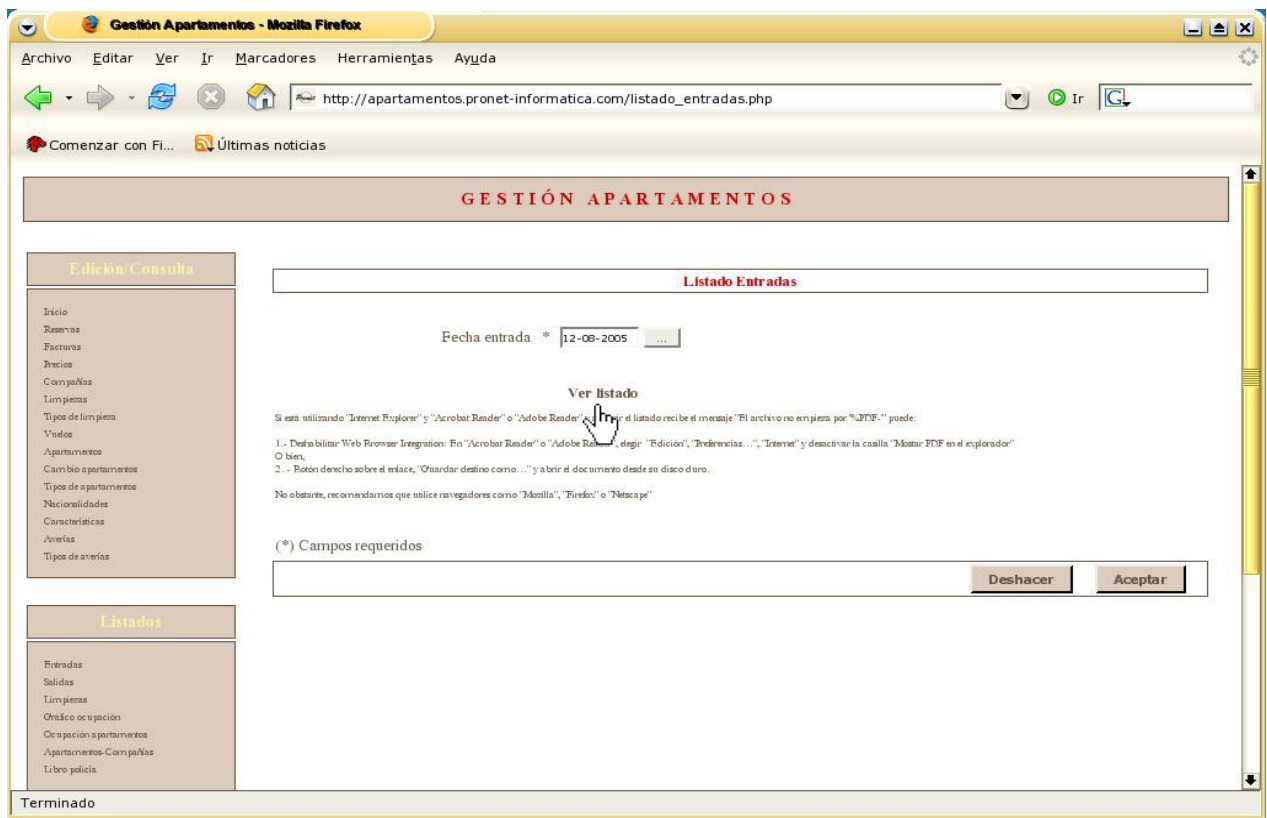 Gestión Apartamentos - Mozilla Firefox
Archivo Editar Ver Ir Marcadores Herramientas Ayuda
http://apartamentos.pronet-informatica.com/listado_entradas.php Ir
Comenzar con Fi... Últimas noticias
GESTIÓN APARTAMENTOS
Edición/Consulta
Inicio
Reservas
Facturas
Precios
Compañías
Limpiezas
Tipos de limpieza
Vuelos
Apartamentos
Cambio apartamentos
Tipos de apartamentos
Nacionalidades
Características
Averías
Tipos de averías
Listados
Entradas
Salidas
Limpiezas
Gráfico ocupación
Ocupación apartamentos
Apartamentos-Compañías
Libro policía
Listado Entradas
Fecha entrada * 12-08-2005 ...
Ver listado
Si está utilizando "Internet Explorer" y "Acrobat Reader" o "Adobe Reader" el listado recibe el mensaje "El archivo no empieza por "%PDF-" puede:
1.- Deshabilitar Web Browser Integration: En "Acrobat Reader" o "Adobe Reader", elegir "Edición", "Preferencias...", "Internet" y desactivar la casilla "Mostar PDF en el explorador"
O bien,
2. - Botón derecho sobre el enlace, "Guardar destino como..." y abrir el documento desde su disco duro.
No obstante, recomendamos que utilice navegadores como "Mozilla", "Firefox" o "Netscape"
(*) Campos requeridos
Deshacer Aceptar
Terminado